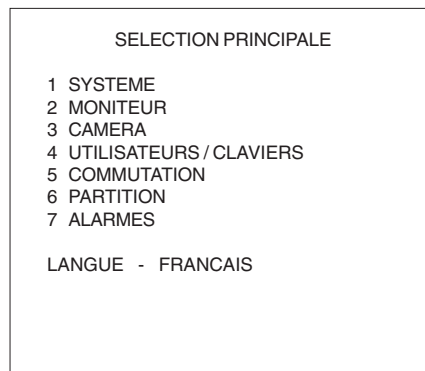 SELECTION PRINCIPALE
1 SYSTEME
2 MONITEUR
3 CAMERA
4 UTILISATEURS / CLAVIERS
5 COMMUTATION
6 PARTITION
7 ALARMES
LANGUE - FRANCAIS